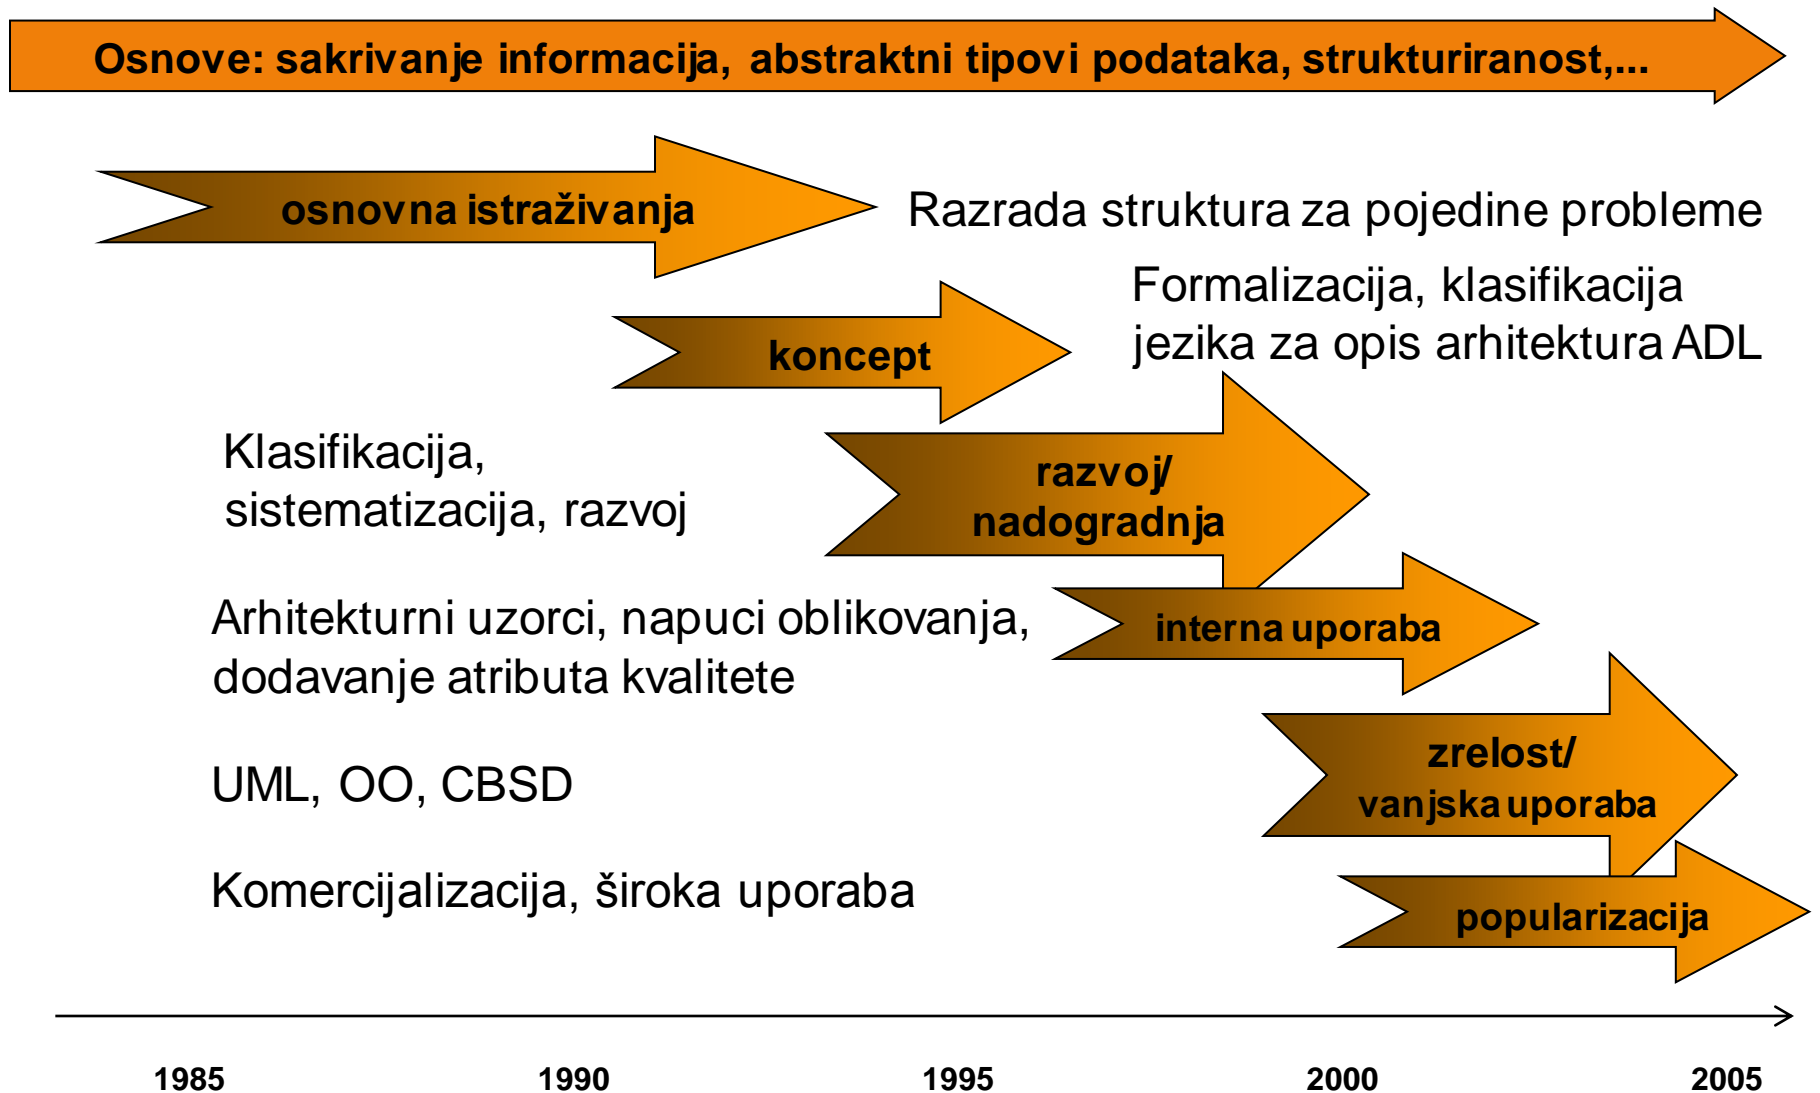 Osnove: sakrivanje informacija, abstraktni tipovi podataka, strukturiranost,...
osnovna istraživanja
Razrada struktura za pojedine probleme
Formalizacija, klasifikacija
jezika za opis arhitektura ADL
koncept
Klasifikacija,
sistematizacija, razvoj
razvoj/
nadogradnja
Arhitekturni uzorci, napuci oblikovanja,
dodavanje atributa kvalitete
interna uporaba
UML, OO, CBSD
zrelost/
vanjska uporaba
Komercijalizacija, široka uporaba
popularizacija
1985 1990 1995 2000 2005